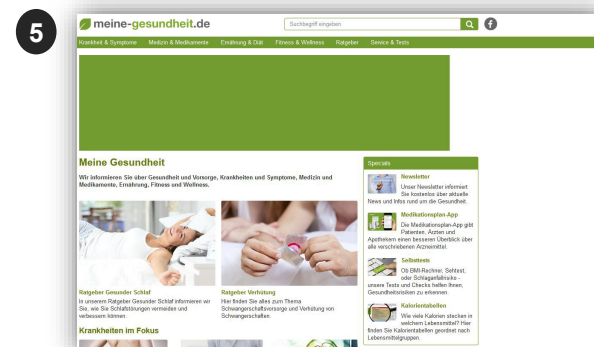 5
meine-gesundheit.de
Suchbegriff eingeben
Krankheit & Symptome Medizin & Medikamente Ernährung & Diät Fitness & Wellness Ratgeber Service & Tests
Meine Gesundheit
Wir informieren Sie über Gesundheit und Vorsorge, Krankheiten und Symptome, Medizin und
Medikamente, Ernährung, Fitness und Wellness.
Ratgeber Gesunder Schlaf
In unserem Ratgeber Gesunder Schlaf informieren wir
Sie, wie Sie Schlafstörungen vermeiden und
verbessern können.
Ratgeber Verhütung
Hier finden Sie alles zum Thema
Schwangerschaftsvorsorge und Verhütung von
Schwangerschaften.
Krankheiten im Fokus
Specials
Newsletter
Unser Newsletter informiert
Sie kostenlos über aktuelle
News und Infos rund um die Gesundheit.
Medikationsplan-App
Die Medikationsplan-App gibt
Patienten, Ärzten und
Apothekern einen besseren Überblick über
alle verschriebenen Arzneimittel.
Selbsttests
Ob BMI-Rechner, Sehtest,
oder Schlaganfallrisiko -
unsere Tests und Checks helfen Ihnen,
Gesundheitsrisiken zu erkennen.
Kalorientabellen
Wie viele Kalorien stecken in
welchem Lebensmittel? Hier
finden Sie Kalorientabellen geordnet nach
Lebensmittelgruppen.